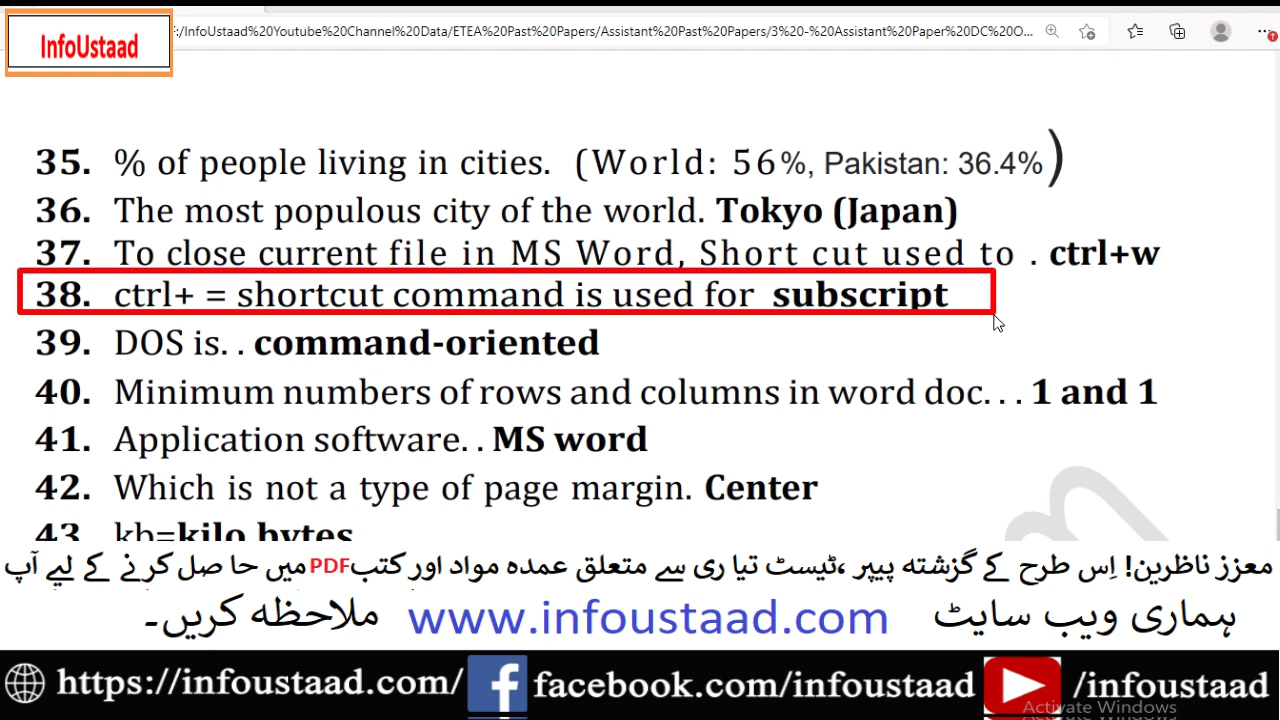 InfoUstaad
:/InfoUstaad%20Youtube%20Channel%20Data/ETEA%20Past%20Papers/Assistant%20Past%20Papers/3%20-%20Assistant%20Paper%20DC%20O...
35. % of people living in cities. (World: 56%, Pakistan: 36.4%)
36. The most populous city of the world. Tokyo (Japan)
37. To close current file in MS Word, Short cut used to . ctrl+w
38. ctrl+ = shortcut command is used for subscript
39. DOS is. . command-oriented
40. Minimum numbers of rows and columns in word doc. . . 1 and 1
41. Application software. . MS word
42. Which is not a type of page margin. Center
43. kb=kilo bytes
معزز ناظرین! اِس طرح کے گزشتہ پیپر ،ٹیسٹ تیا ری سے متعلق عمدہ مواد اور کتب PDF میں حا صل کرنے کے لیے آپ
ہماری ویب سایٹ www.infoustaad.com ملاحظہ کریں۔
https://infoustaad.com/ facebook.com/infoustaad /infoustaad
Activate Windows